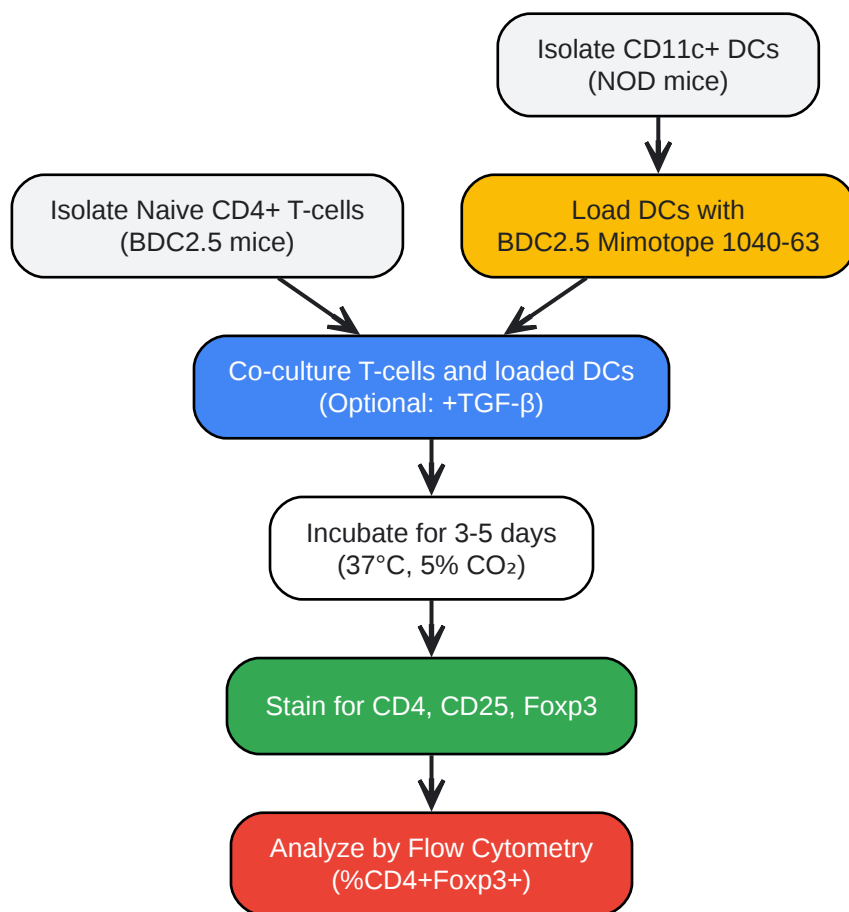 Isolate CD11c+ DCs
(NOD mice)
Isolate Naive CD4+ T-cells
(BDC2.5 mice)
Load DCs with
BDC2.5 Mimotope 1040-63
Co-culture T-cells and loaded DCs
(Optional: +TGF-β)
Incubate for 3-5 days
(37°C, 5% CO₂)
Stain for CD4, CD25, Foxp3
Analyze by Flow Cytometry
(%CD4+Foxp3+)